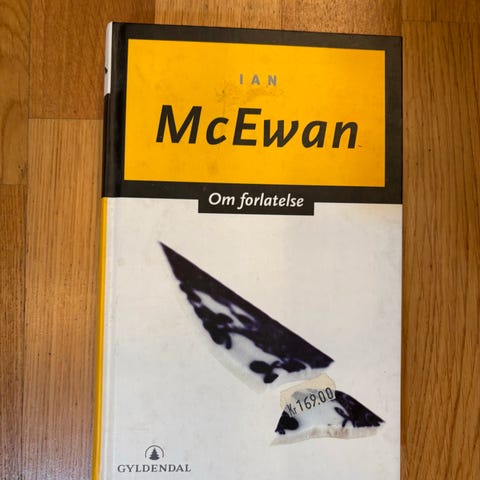 IAN
McEwan
Om forlatelse
Kr 169.00
GYLDENDAL